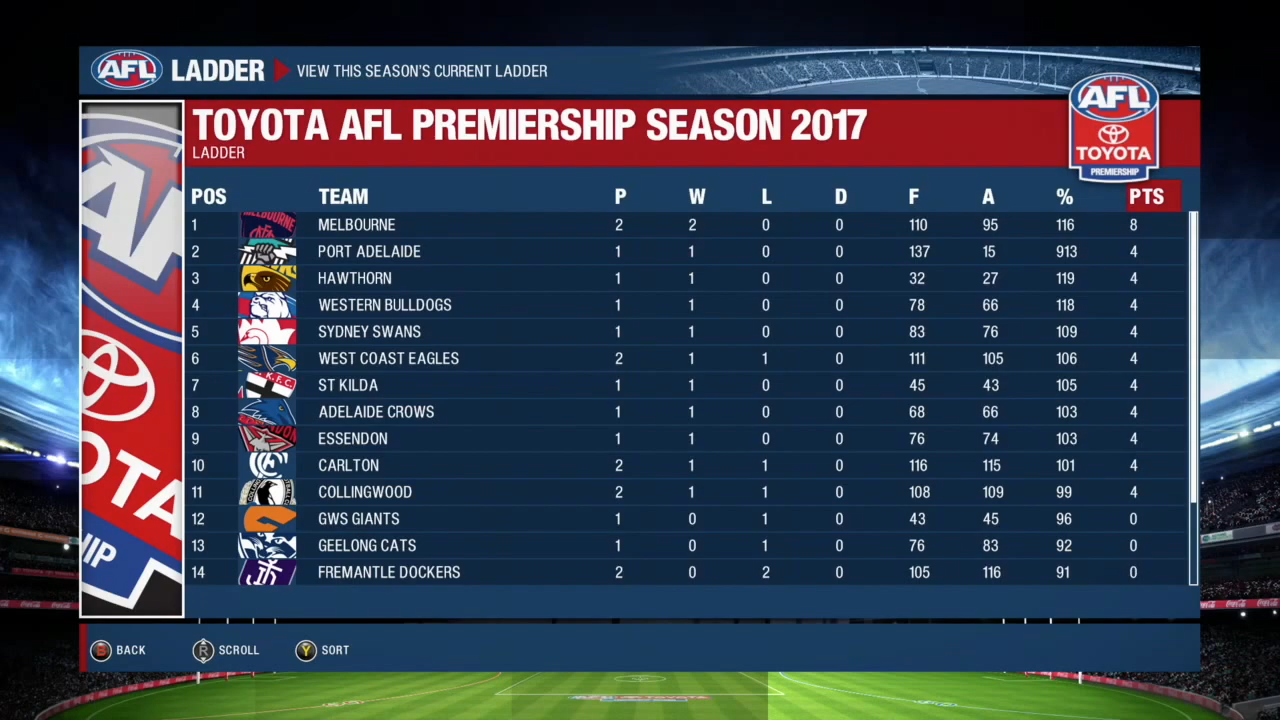 AFL LADDER VIEW THIS SEASON'S CURRENT LADDER
TOYOTA AFL PREMIERSHIP SEASON 2017
LADDER
AFL
TOYOTA
PREMIERSHIP
POS TEAM P W L D F A % PTS
1 MELBOURNE 2 2 0 0 110 95 116 8
2 PORT ADELAIDE 1 1 0 0 137 15 913 4
3 HAWTHORN 1 1 0 0 32 27 119 4
4 WESTERN BULLDOGS 1 1 0 0 78 66 118 4
5 SYDNEY SWANS 1 1 0 0 83 76 109 4
6 WEST COAST EAGLES 2 1 1 0 111 105 106 4
7 ST KILDA 1 1 0 0 45 43 105 4
8 ADELAIDE CROWS 1 1 0 0 68 66 103 4
9 ESSENDON 1 1 0 0 76 74 103 4
10 CARLTON 2 1 1 0 116 115 101 4
11 COLLINGWOOD 2 1 1 0 108 109 99 4
12 GWS GIANTS 1 0 1 0 43 45 96 0
13 GEELONG CATS 1 0 1 0 76 83 92 0
14 FREMANTLE DOCKERS 2 0 2 0 105 116 91 0
B BACK R SCROLL Y SORT